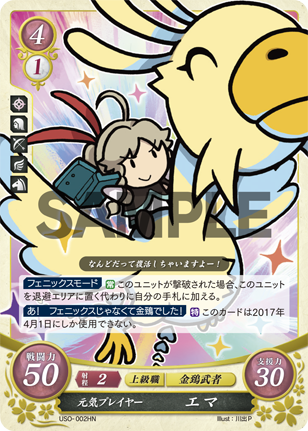 4
1
SAMPLE
なんどだって復活しちゃいますよー!
フェニックスモード 常 このユニットが撃破された場合、このユニット
を退避エリアに置く代わりに自分の手札に加える。
あ! フェニックスじゃなくて金鵄でした! 特 このカードは2017年
4月1日にしか使用できない。
戦闘力 50
射程 2 上級職 金鵄武者
支援力 30
元気プレイヤー エマ
USO-002HN
Illust:川出P